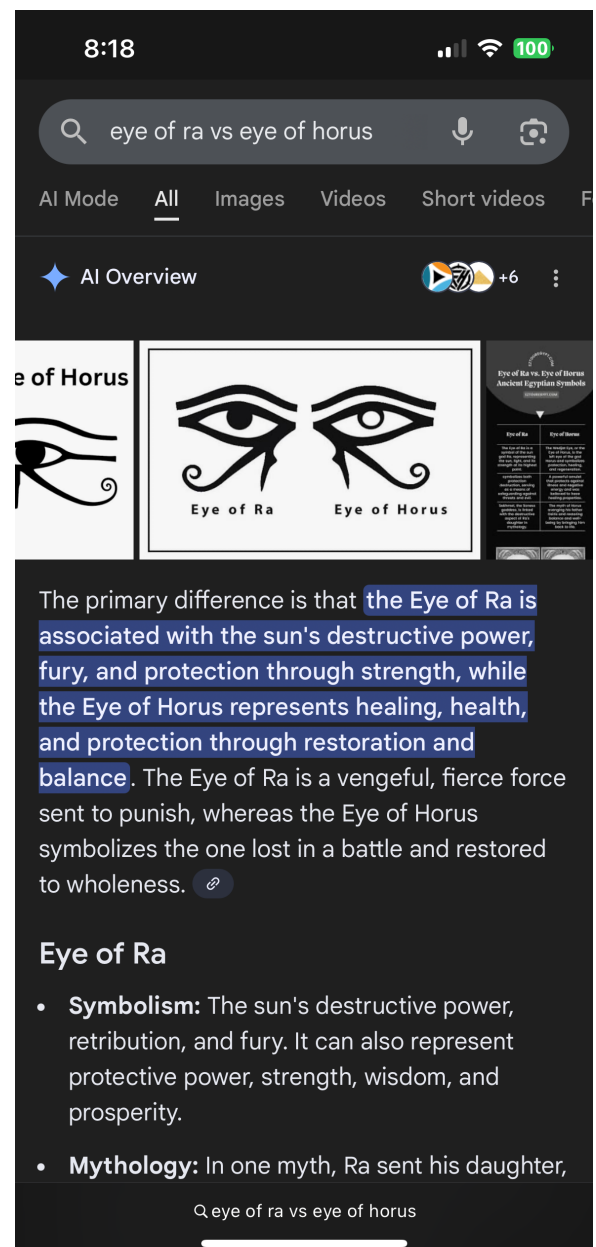 8:18
100
eye of ra vs eye of horus
AI Mode All Images Videos Short videos F
AI Overview
+6
e of Horus
Eye of Ra
Eye of Horus
Eye of Ra vs. Eye of Horus
Ancient Egyptian Symbols
Eye of Ra
Eye of Horus
The primary difference is that the Eye of Ra is
associated with the sun's destructive power,
fury, and protection through strength, while
the Eye of Horus represents healing, health,
and protection through restoration and
balance. The Eye of Ra is a vengeful, fierce force
sent to punish, whereas the Eye of Horus
symbolizes the one lost in a battle and restored
to wholeness.
Eye of Ra
• Symbolism: The sun's destructive power,
retribution, and fury. It can also represent
protective power, strength, wisdom, and
prosperity.
• Mythology: In one myth, Ra sent his daughter,
eye of ra vs eye of horus